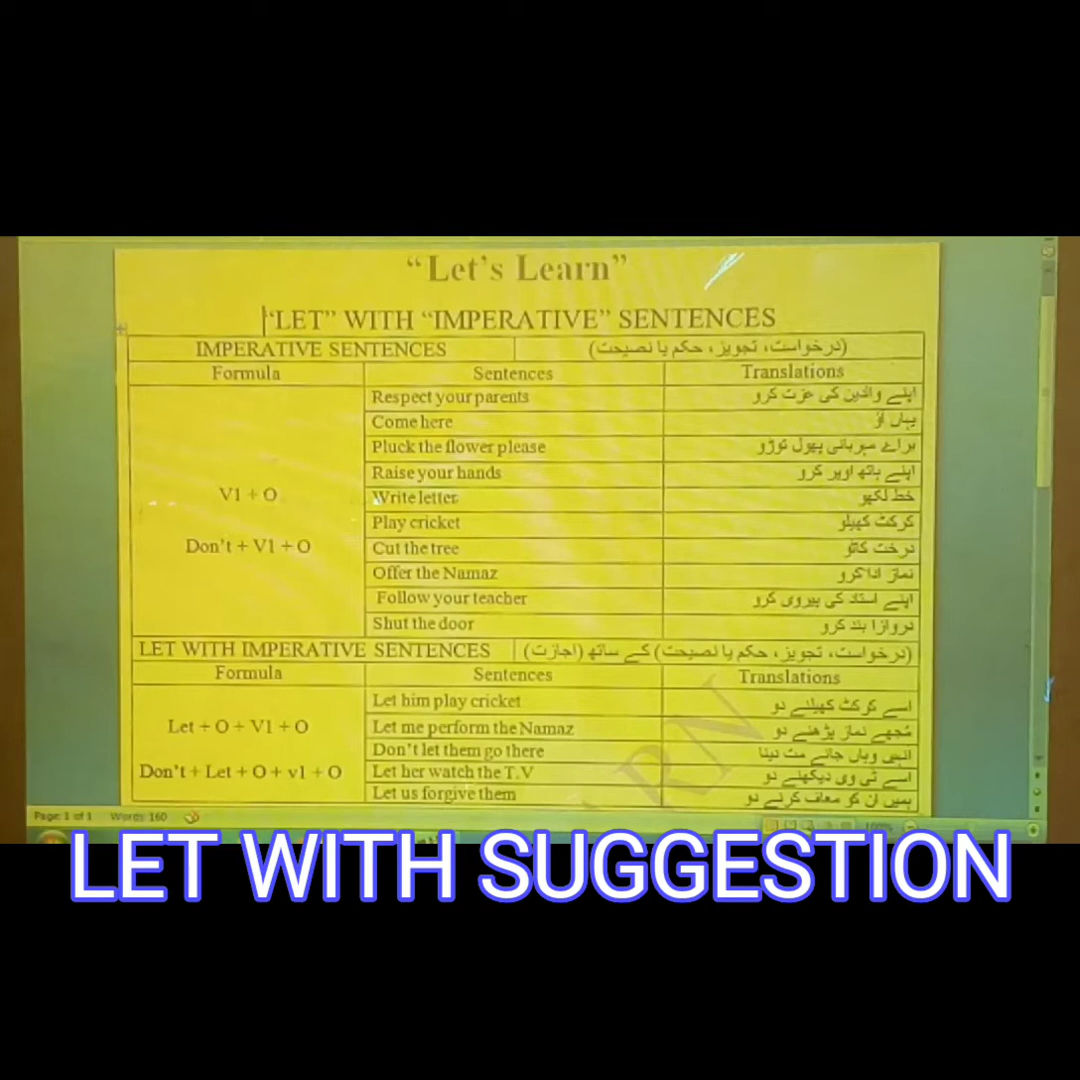 “Let’s Learn”
“LET” WITH “IMPERATIVE” SENTENCES
IMPERATIVE SENTENCES (درخواست، تجویز، حکم یا نصیحت)
Formula Sentences Translations
Respect your parents اپنے والدین کی عزت کرو
Come here یہاں آؤ
Pluck the flower please براے مہربانی پھول توڑو
Raise your hands اپنے ہاتھ اوپر کرو
V1 + O Write letter خط لکھو
Play cricket کرکٹ کھیلو
Don’t + V1 + O Cut the tree درخت کاٹو
Offer the Namaz نماز ادا کرو
Follow your teacher اپنے استاد کی پیروی کرو
Shut the door دروازا بند کرو
LET WITH IMPERATIVE SENTENCES (درخواست، تجویز، حکم یا نصیحت) کے ساتھ (اجازت)
Formula Sentences Translations
Let him play cricket اسے کرکٹ کھیلنے دو
Let + O + V1 + O Let me perform the Namaz مُجھے نماز پڑھنے دو
Don’t let them go there انہیں وہاں جانے مت دینا
Don’t + Let + O + v1 + O Let her watch the T.V اسے ٹی وی دیکھنے دو
Let us forgive them ہمیں ان کو معاف کرنے دو
Page: 1 of 1 Words: 160 100%
LET WITH SUGGESTION